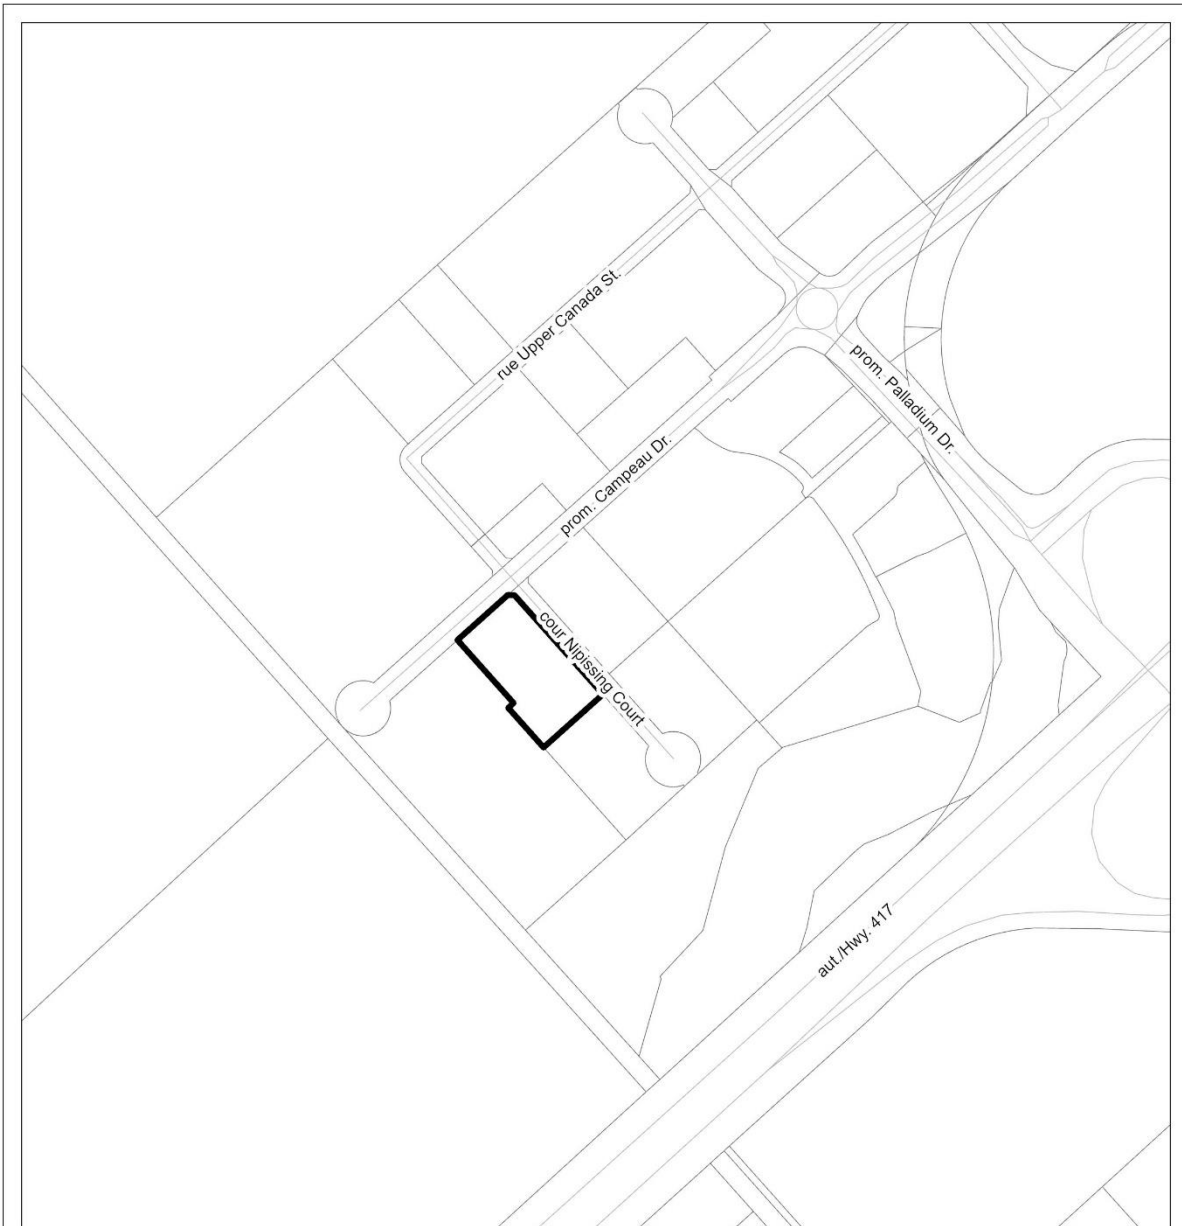 rue Upper Canada St.
prom. Palladium Dr.
prom. Campeau Dr.
cour Nipissing Court
aut./Hwy. 417